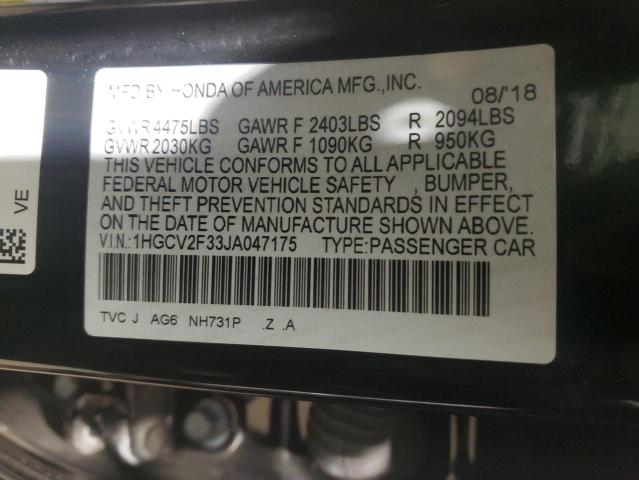 MFD BY HONDA OF AMERICA MFG.,INC. 08/'18
GVWR 4475LBS GAWR F 2403LBS R 2094LBS
GVWR 2030KG GAWR F 1090KG R 950KG
THIS VEHICLE CONFORMS TO ALL APPLICABLE
FEDERAL MOTOR VEHICLE SAFETY , BUMPER,
AND THEFT PREVENTION STANDARDS IN EFFECT
ON THE DATE OF MANUFACTURE SHOWN ABOVE.
V.I.N.: 1HGCV2F33JA047175 TYPE: PASSENGER CAR
TVC J AG6 NH731P .Z .A
VE